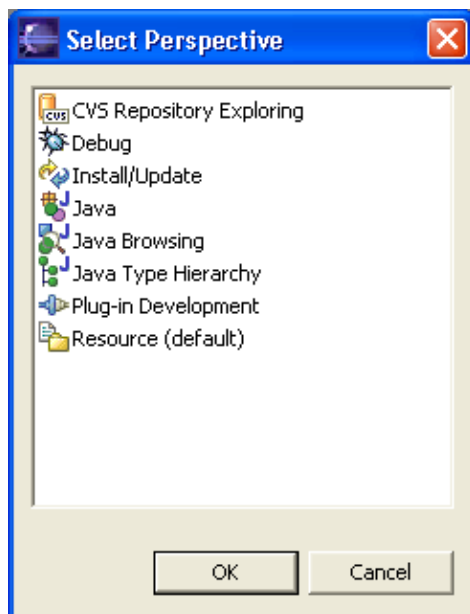 Select Perspective
CVS Repository Exploring
Debug
Install/Update
Java
Java Browsing
Java Type Hierarchy
Plug-in Development
Resource (default)
OK
Cancel